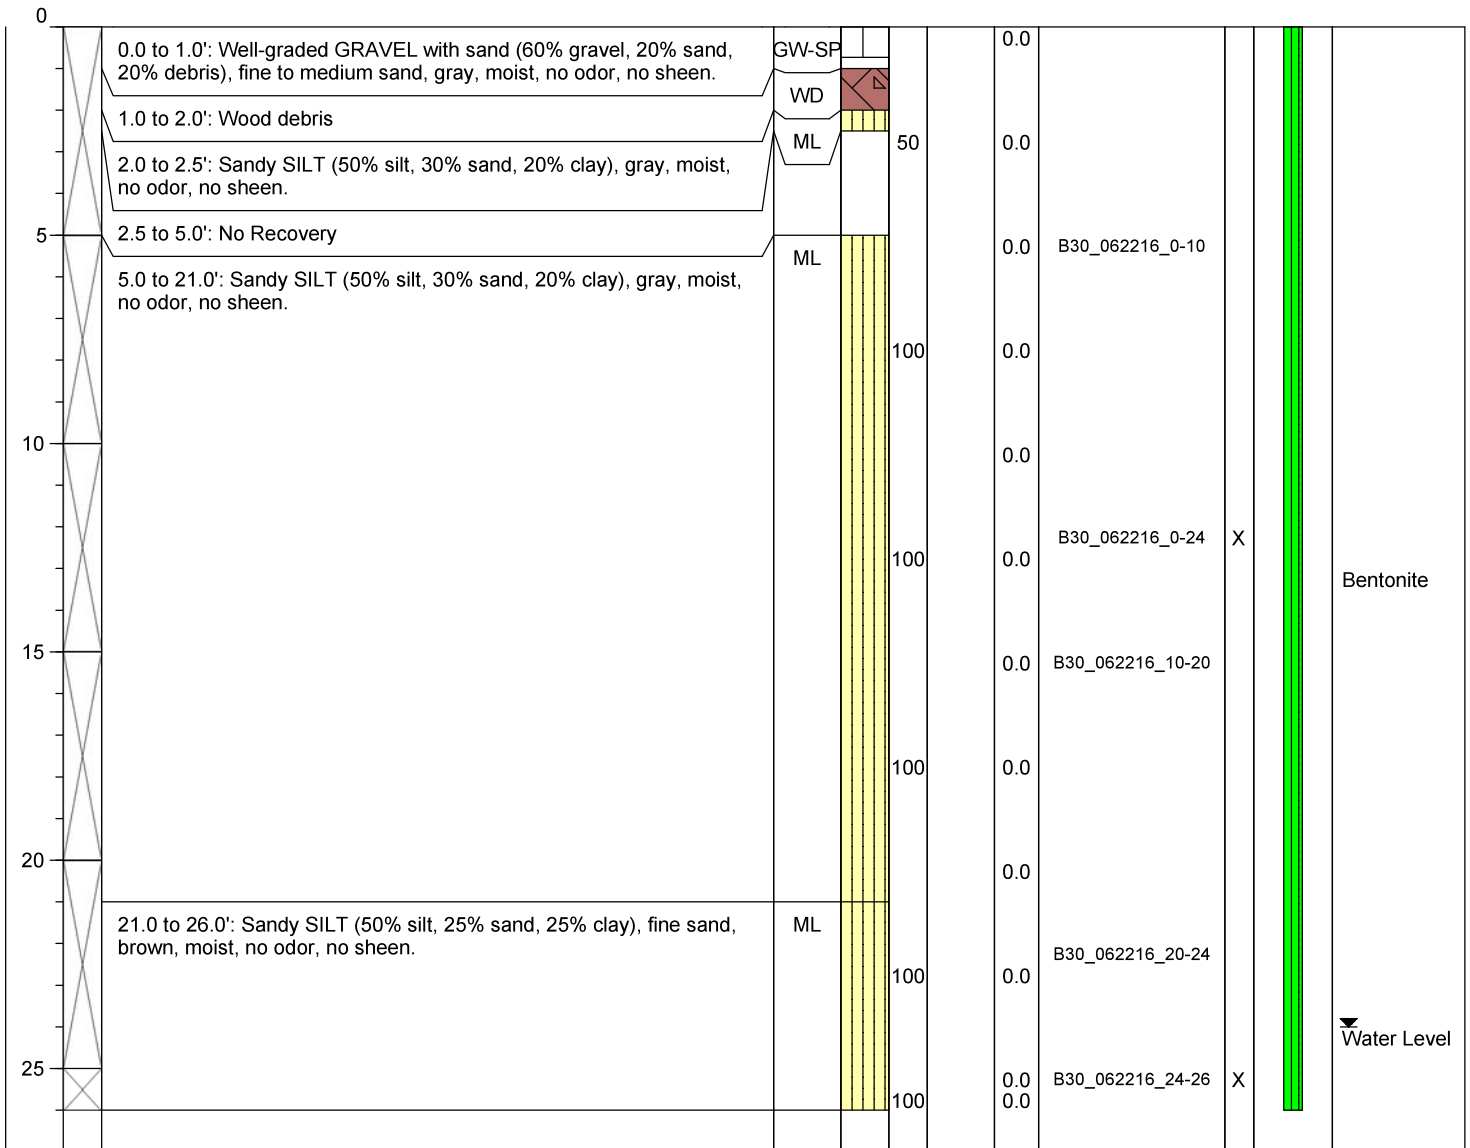 0
0.0 to 1.0': Well-graded GRAVEL with sand (60% gravel, 20% sand,
20% debris), fine to medium sand, gray, moist, no odor, no sheen.
GW-SP
0.0
WD
1.0 to 2.0': Wood debris
ML
50
0.0
2.0 to 2.5': Sandy SILT (50% silt, 30% sand, 20% clay), gray, moist,
no odor, no sheen.
5
2.5 to 5.0': No Recovery
0.0
B30_062216_0-10
ML
5.0 to 21.0': Sandy SILT (50% silt, 30% sand, 20% clay), gray, moist,
no odor, no sheen.
100
0.0
10
0.0
B30_062216_0-24
X
100
0.0
Bentonite
15
0.0
B30_062216_10-20
100
0.0
20
0.0
21.0 to 26.0': Sandy SILT (50% silt, 25% sand, 25% clay), fine sand,
brown, moist, no odor, no sheen.
ML
B30_062216_20-24
100
0.0
Water Level
25
0.0
B30_062216_24-26
X
100
0.0